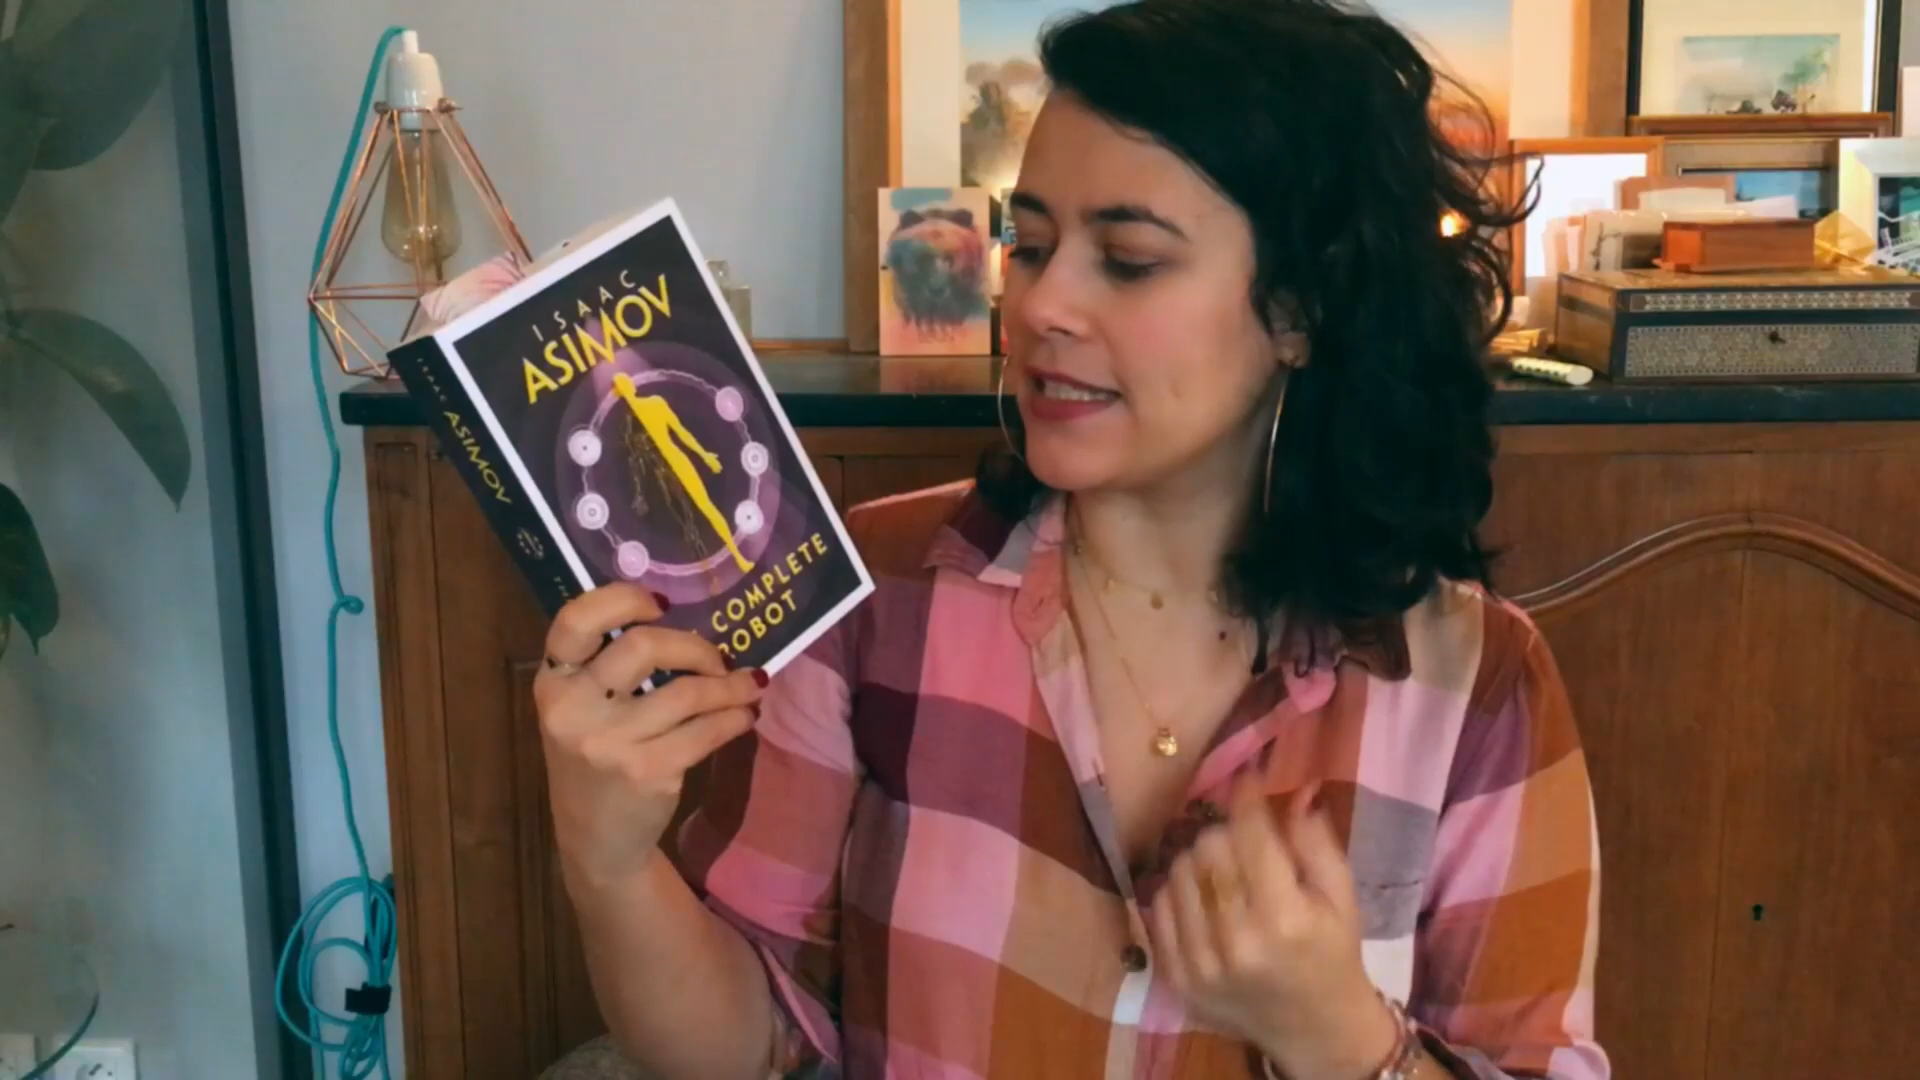 ISAAC
ASIMOV
COMPLETE
ROBOT
ISAAC ASIMOV